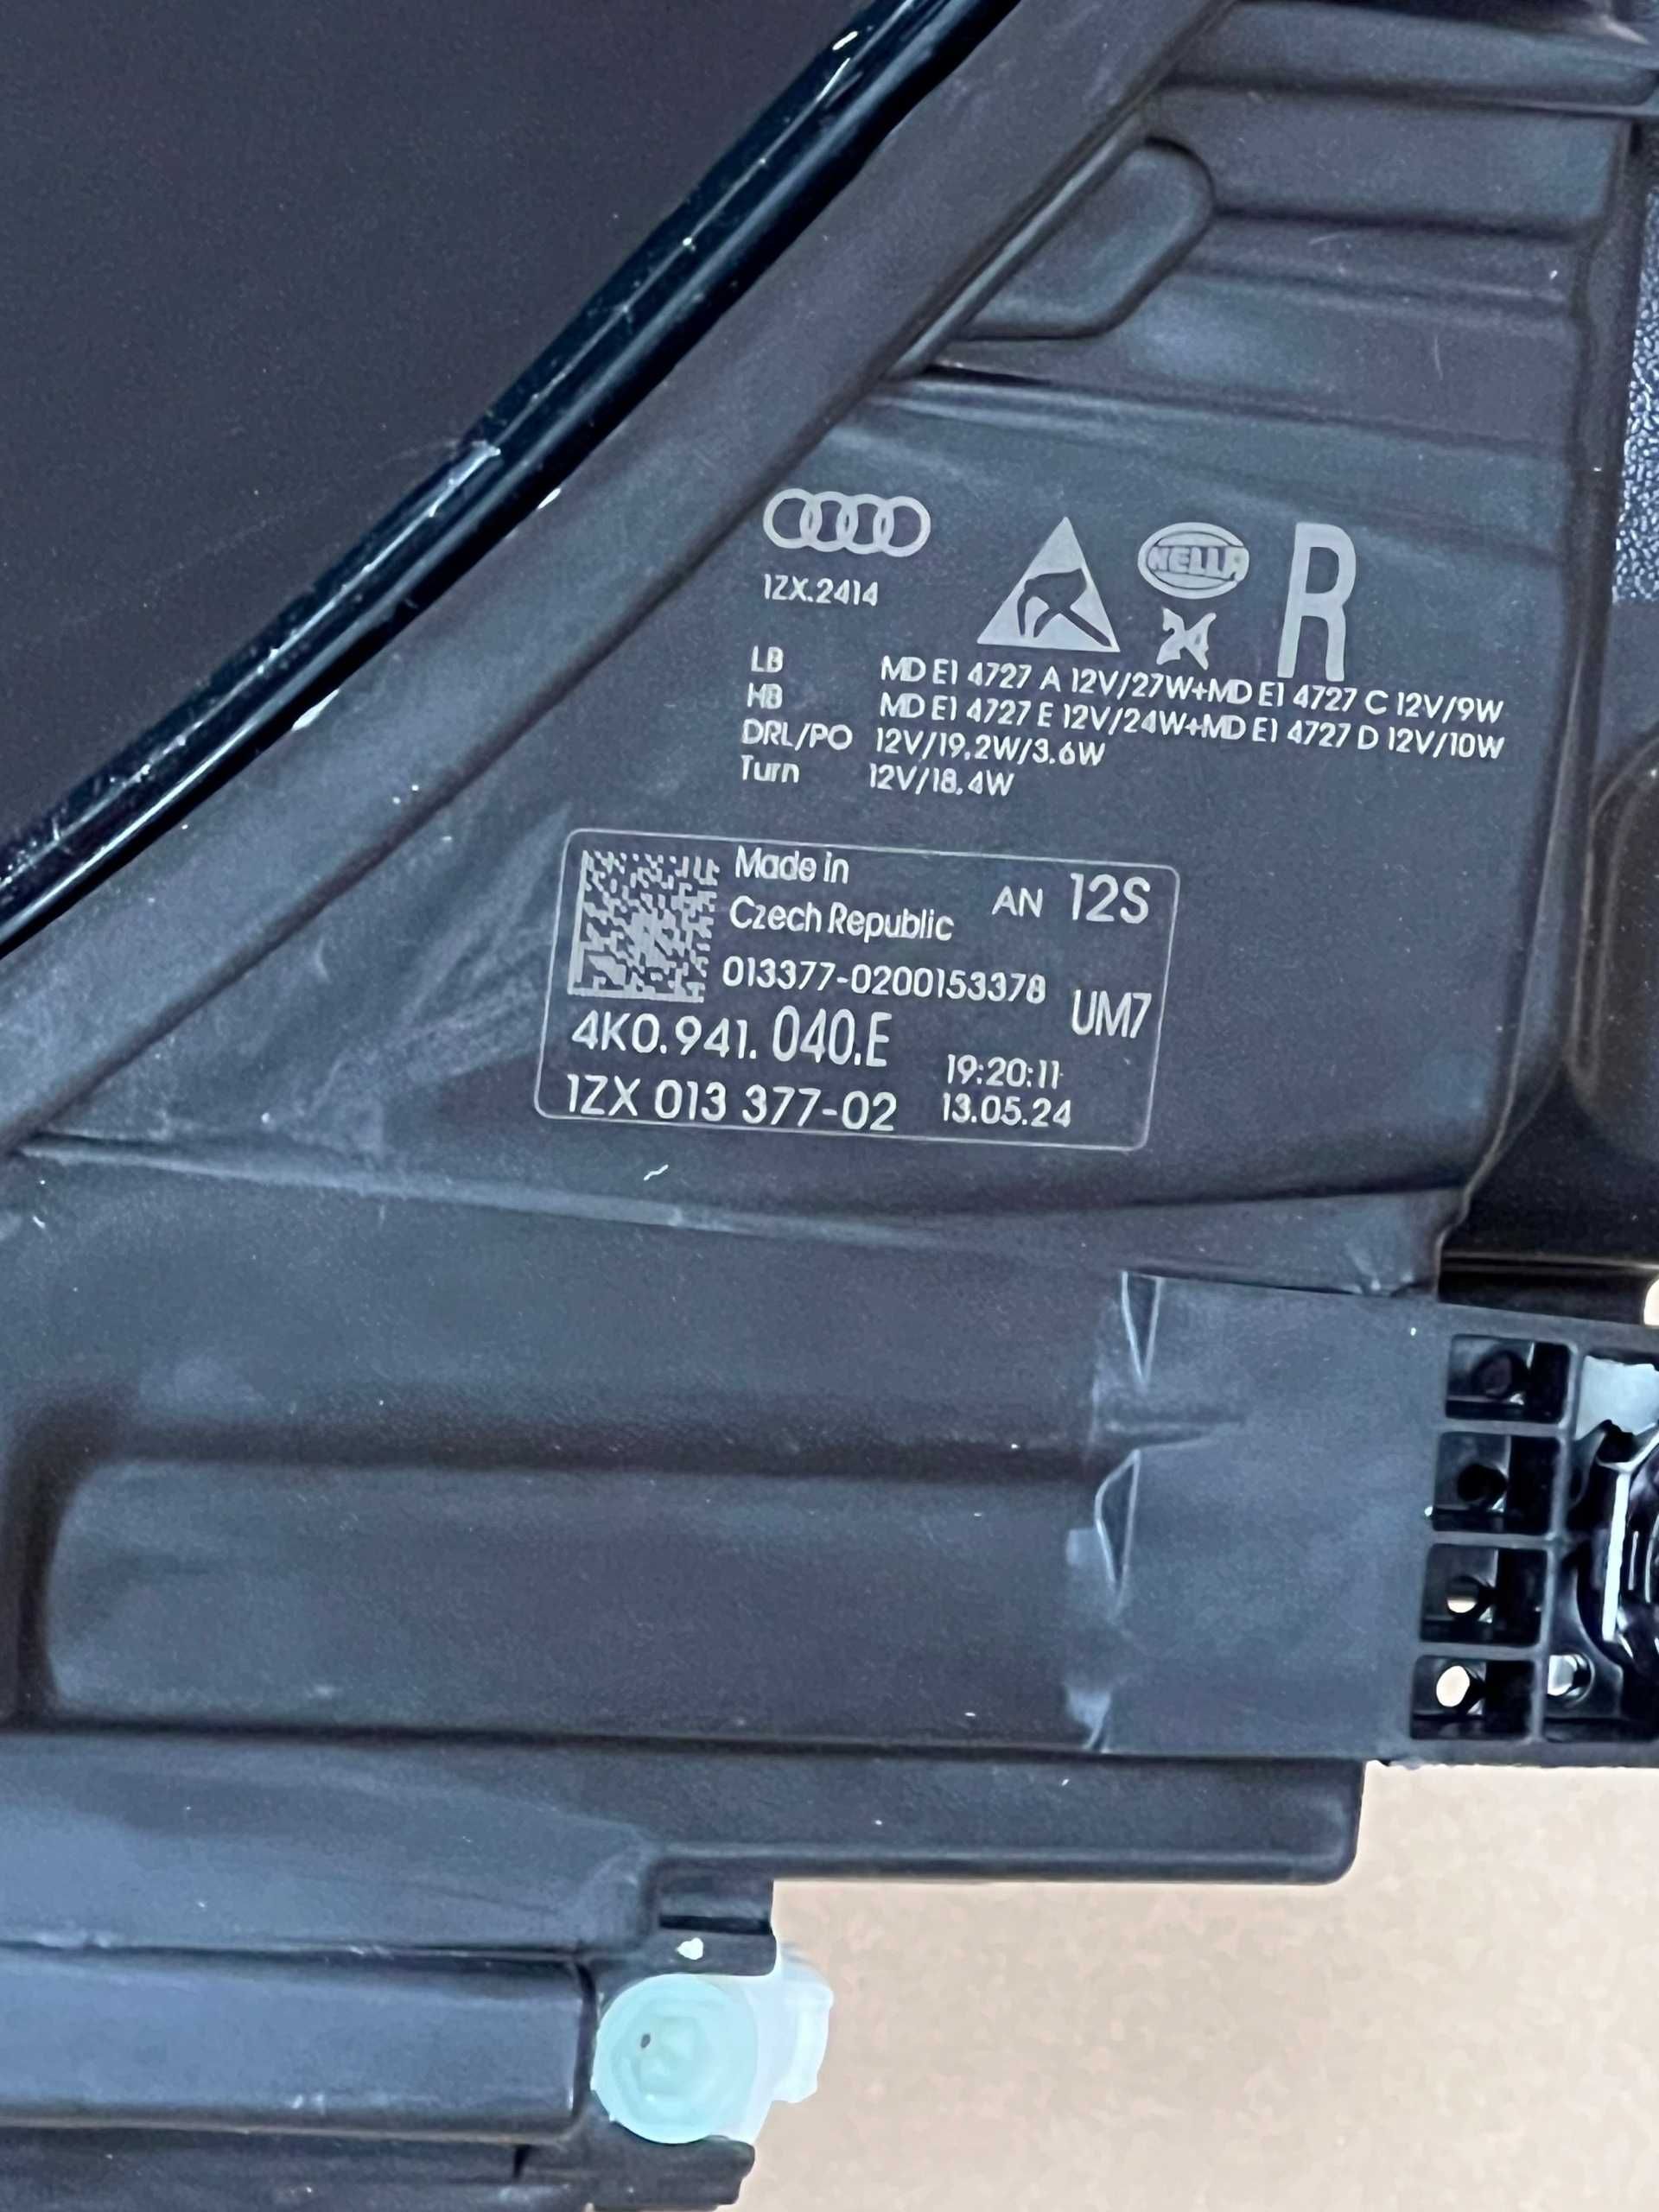 1ZX.2414
HELLA
24
R
LB MD E1 4727 A 12V/27W+MD E1 4727 C 12V/9W
HB MD E1 4727 E 12V/24W+MD E1 4727 D 12V/10W
DRL/PO 12V/19,2W/3.6W
Turn 12V/18,4W
Made in
Czech Republic AN 12S
013377-0200153378 UM7
4K0.941.040.E 19:20:11
1ZX 013 377-02 13.05.24